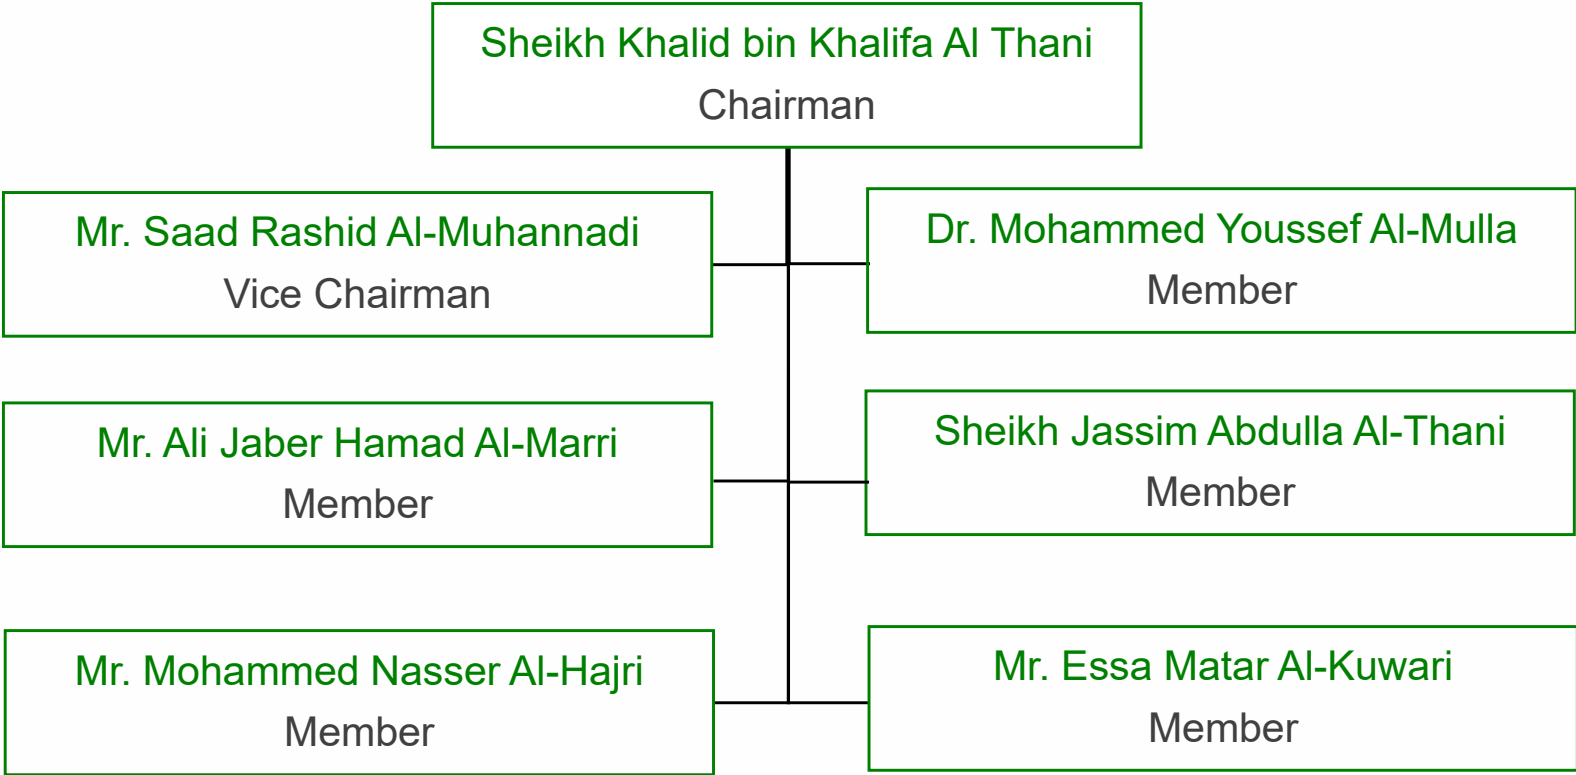 Sheikh Khalid bin Khalifa Al Thani
Chairman
Mr. Saad Rashid Al-Muhannadi
Vice Chairman
Dr. Mohammed Youssef Al-Mulla
Member
Mr. Ali Jaber Hamad Al-Marri
Member
Sheikh Jassim Abdulla Al-Thani
Member
Mr. Mohammed Nasser Al-Hajri
Member
Mr. Essa Matar Al-Kuwari
Member